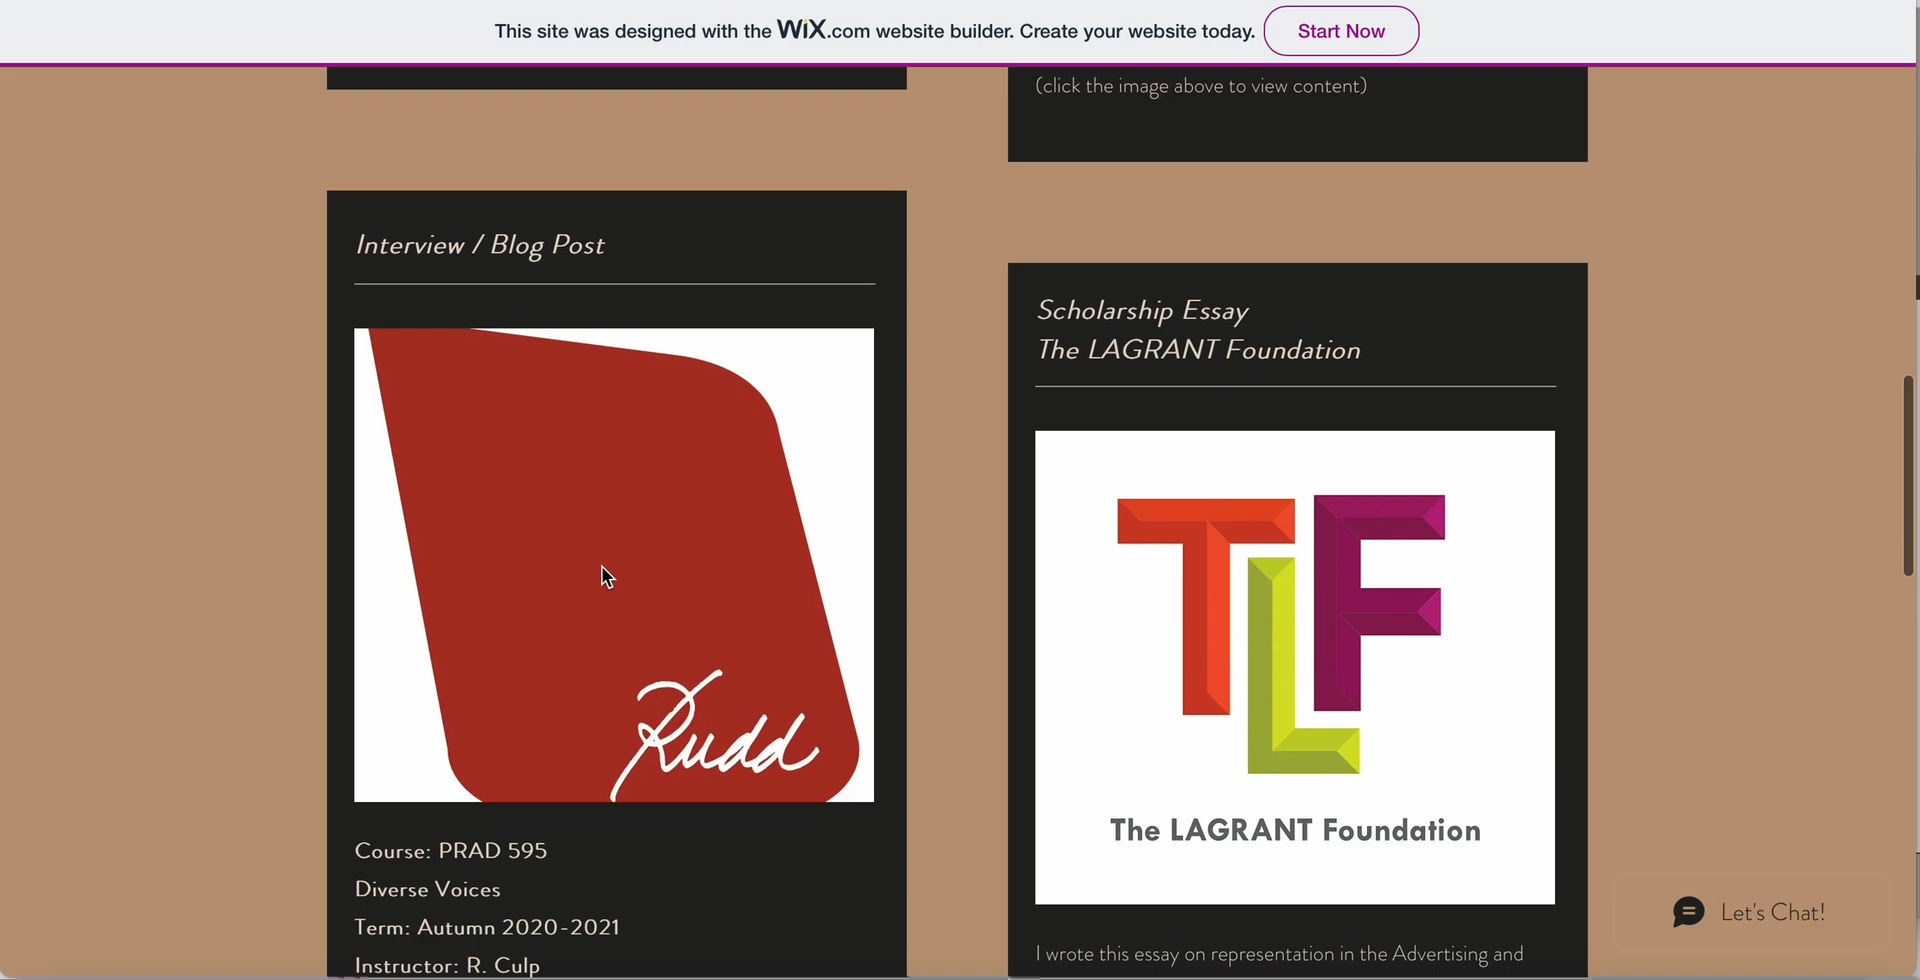 This site was designed with the WiX.com website builder. Create your website today. Start Now
(click the image above to view content)
Interview / Blog Post
Rudd
Course: PRAD 595
Diverse Voices
Term: Autumn 2020-2021
Instructor: R. Culp
Scholarship Essay
The LAGRANT Foundation
TLF
The LAGRANT Foundation
I wrote this essay on representation in the Advertising and
Let's Chat!